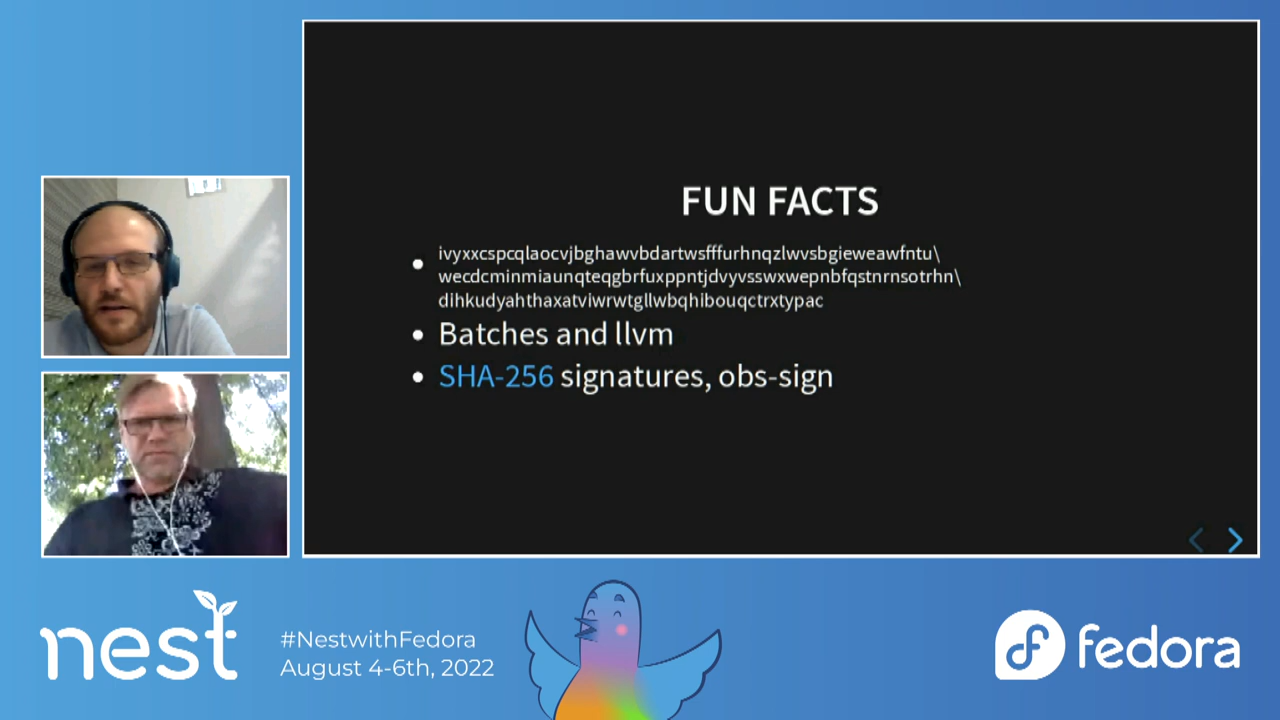 FUN FACTS
ivyxxcspcqlaocvjbghawvbdartwsfffurhnqzlwvsbgieweawfntu\
wecdcminmiaunqteqgbrfuxppntjdvyvsswxwepnbfqstnrnsotrhn\
dihkudyahthaxatviwrwtgllwbqhibouqctrxtypac
Batches and llvm
SHA-256 signatures, obs-sign
nest
#NestwithFedora
August 4-6th, 2022
fedora